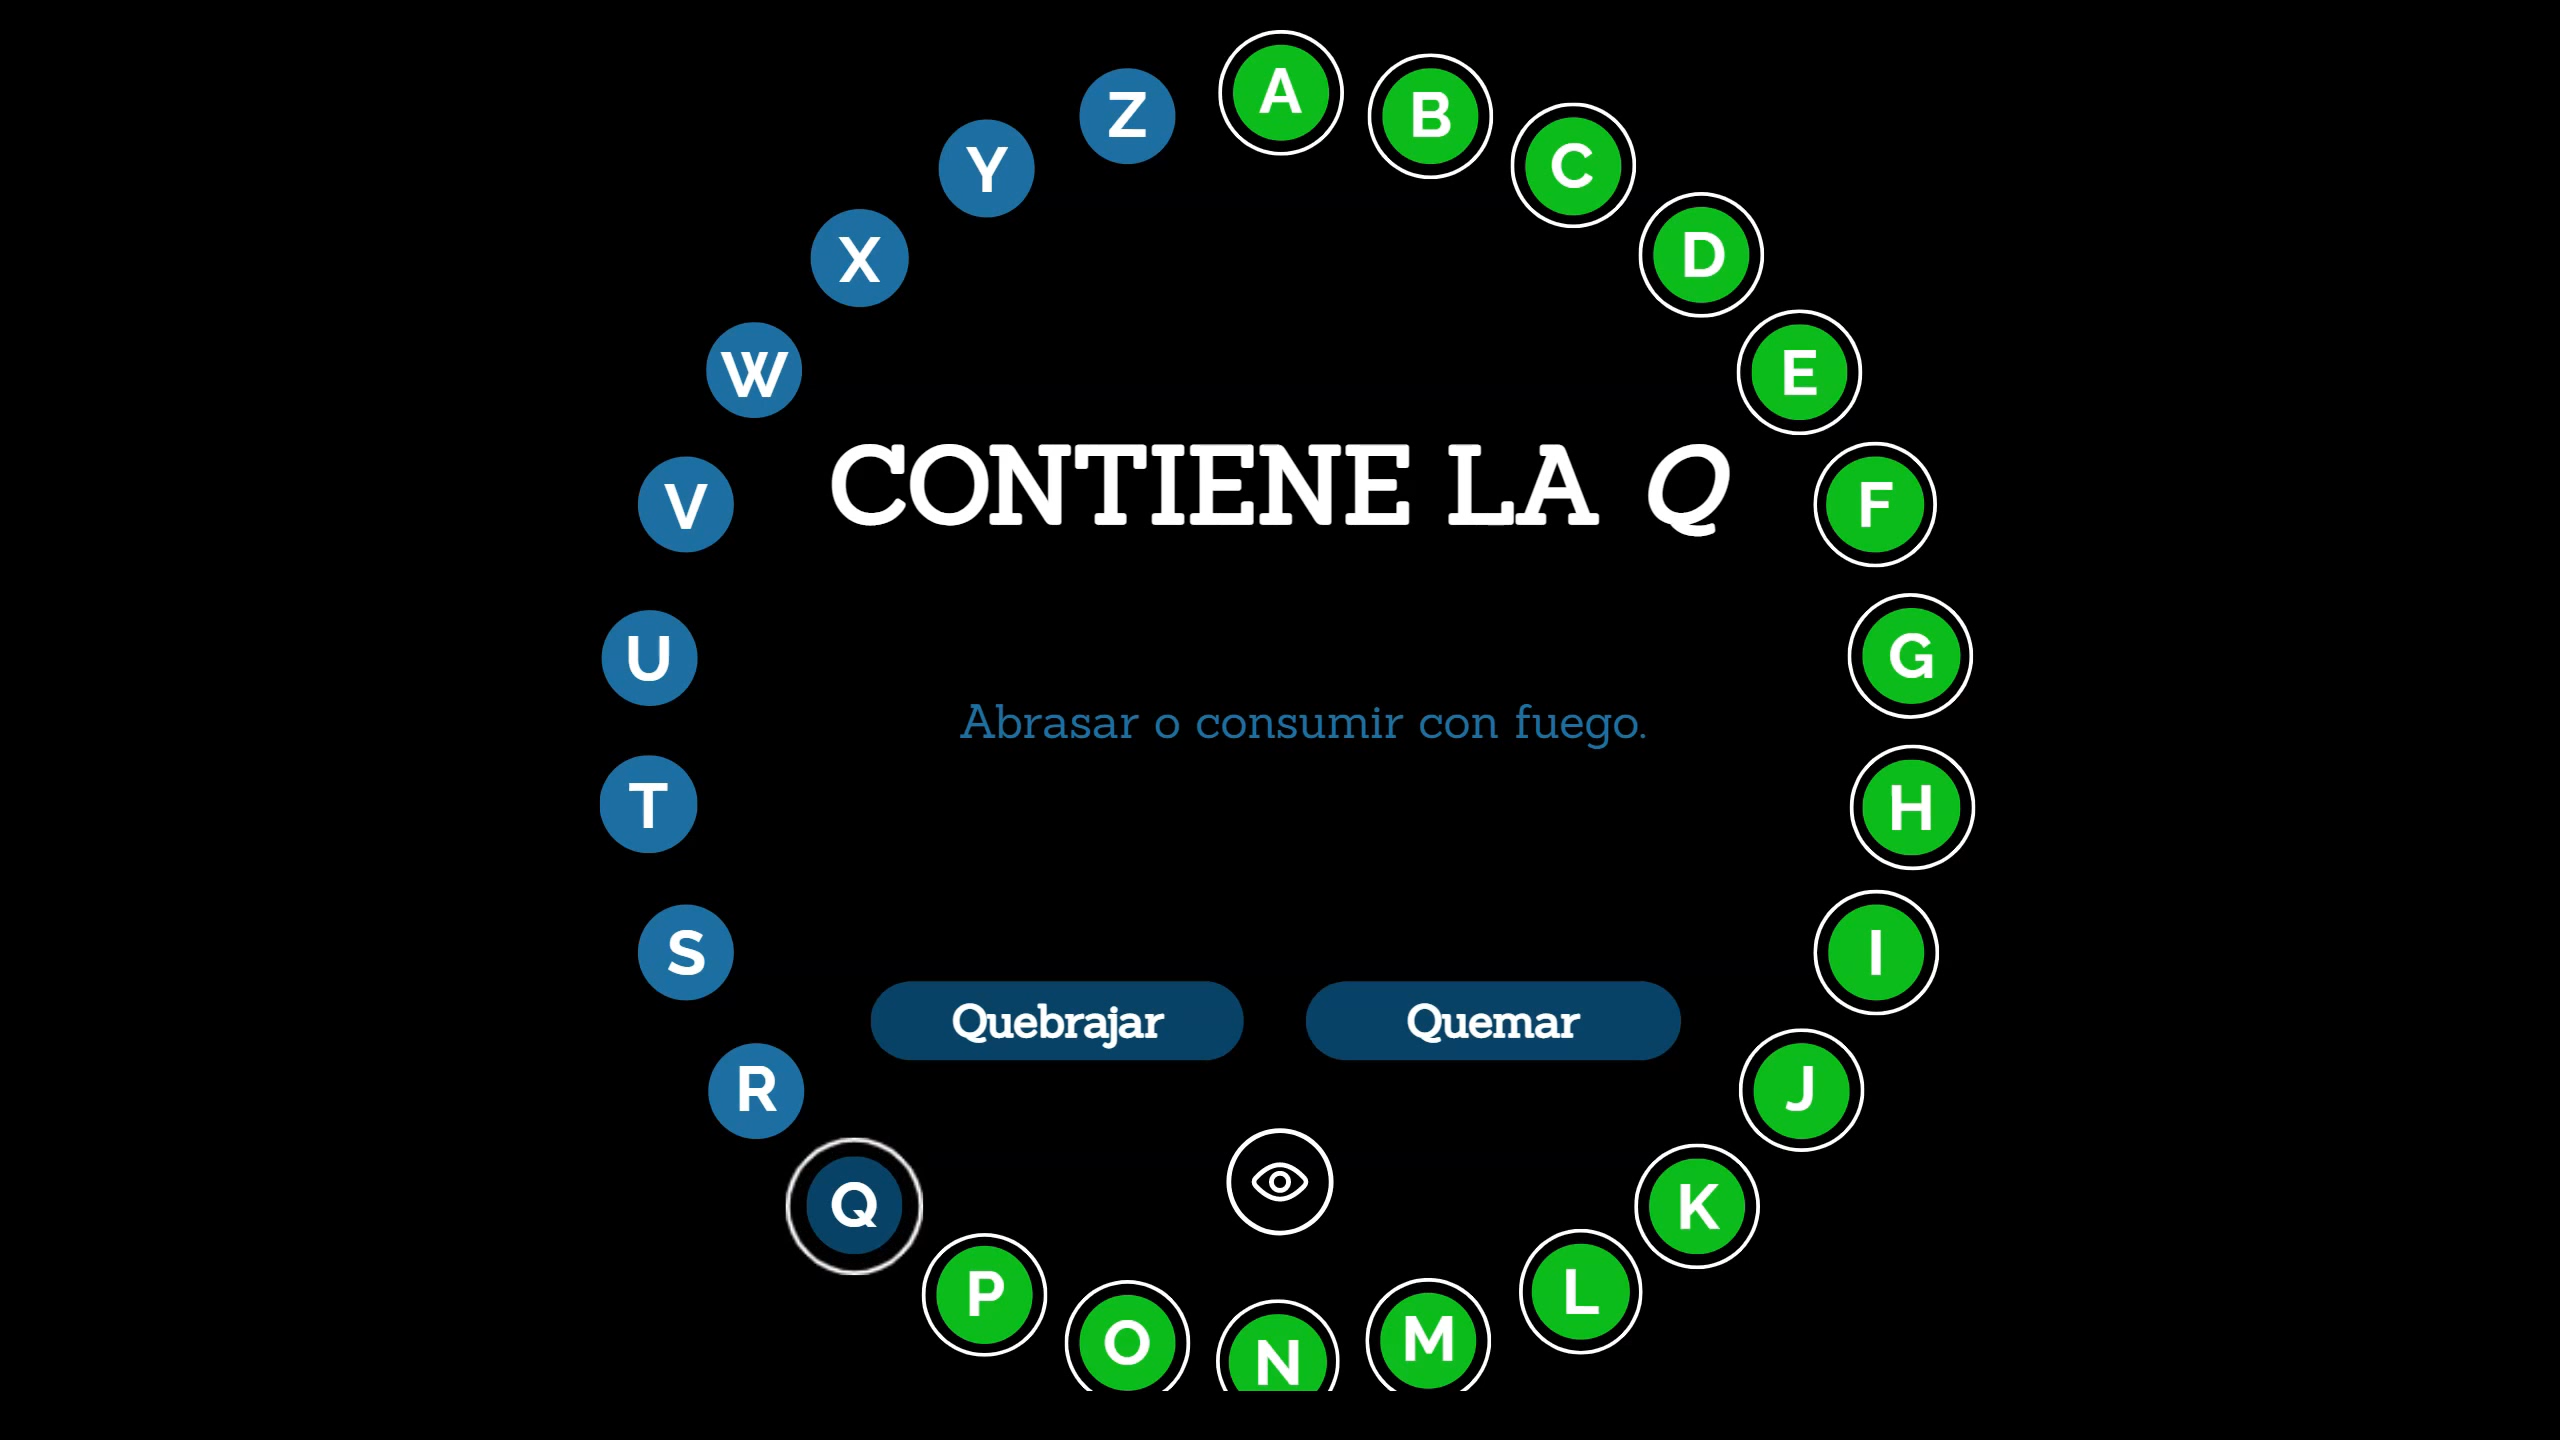 A
B
C
D
E
F
G
H
I
J
K
L
M
N
O
P
Q
R
S
T
U
V
W
X
Y
Z
CONTIENE LA Q
Abrasar o consumir con fuego.
Quebrajar
Quemar